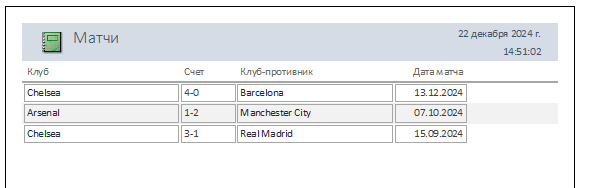 Матчи
22 декабря 2024 г.
14:51:02
Клуб Счет Клуб-противник Дата матча
Chelsea 4-0 Barcelona 13.12.2024
Arsenal 1-2 Manchester City 07.10.2024
Chelsea 3-1 Real Madrid 15.09.2024